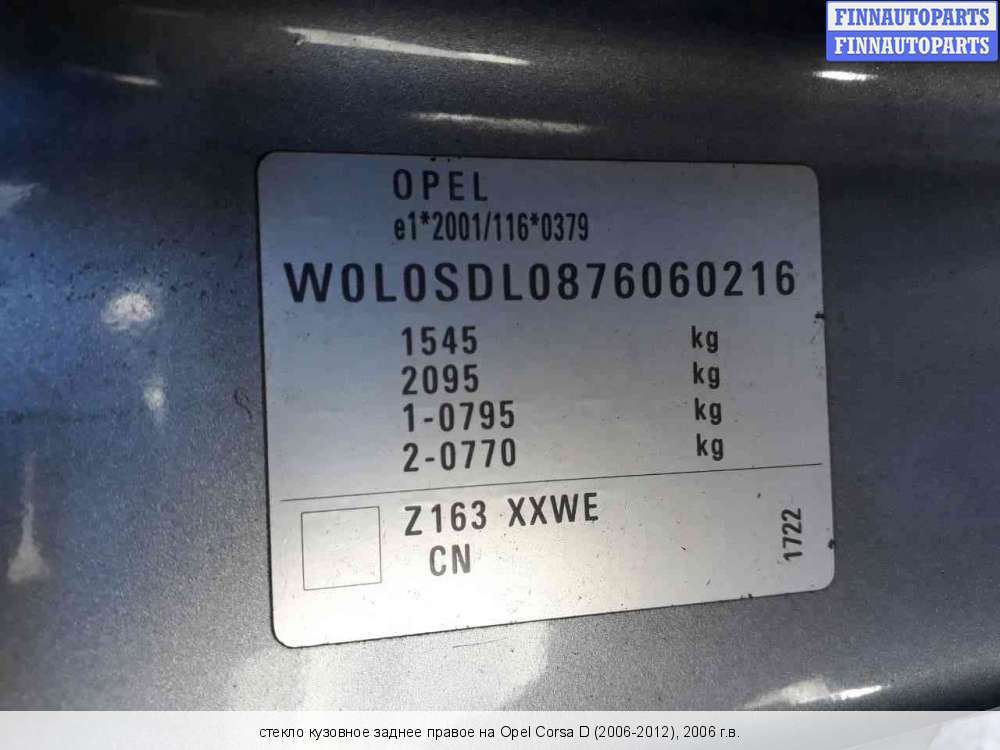 FINNAUTOPARTS
FINNAUTOPARTS
OPEL
e1*2001/116*0379
W0L0SDL0876060216
1545 kg
2095 kg
1-0795 kg
2-0770 kg
Z163 XXWE
CN
1722
стекло кузовное заднее правое на Opel Corsa D (2006-2012), 2006 г.в.